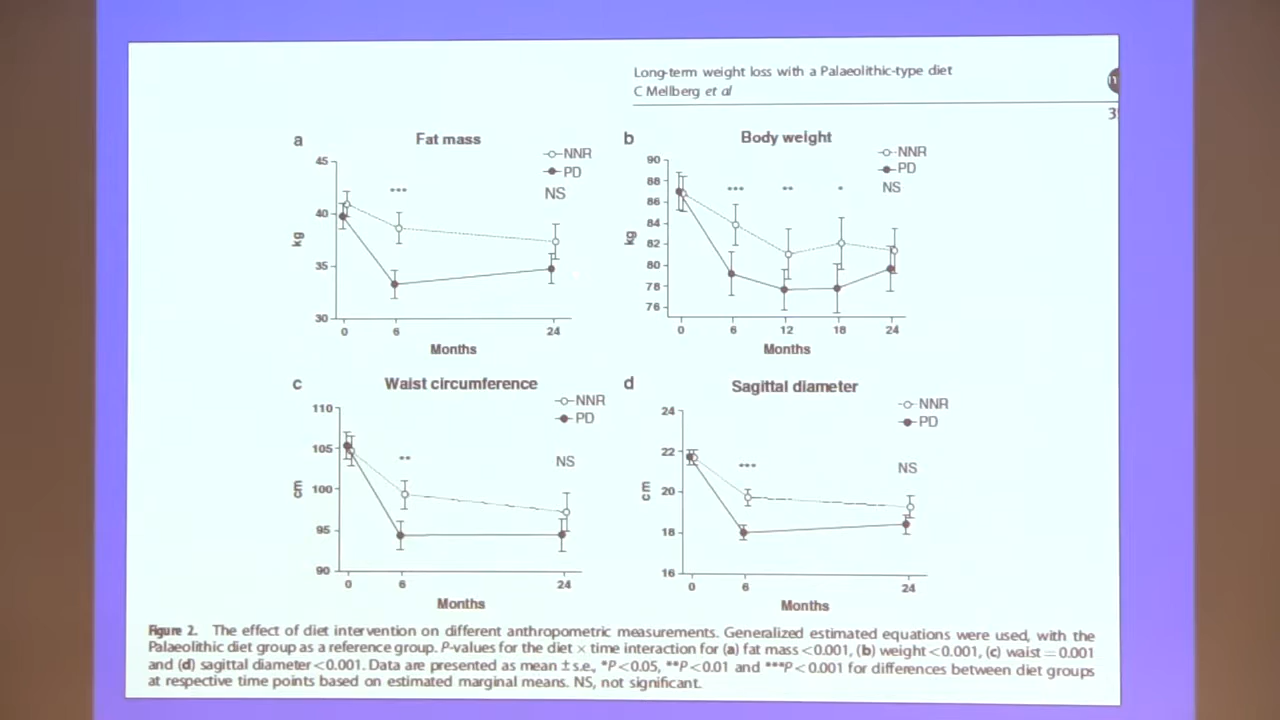 Long-term weight loss with a Palaeolithic-type diet
C Mellberg et al
a
Fat mass
NNR
PD
NS
***
45
40
35
30
kg
0 6 24
Months
b
Body weight
NNR
PD
NS
*** ** *
90
88
86
84
82
80
78
76
kg
0 6 12 18 24
Months
c
Waist circumference
NNR
PD
NS
**
110
105
100
95
90
cm
0 6 24
Months
d
Sagittal diameter
NNR
PD
NS
***
24
22
20
18
16
cm
0 6 24
Months
Figure 2. The effect of diet intervention on different anthropometric measurements. Generalized estimated equations were used, with the
Palaeolithic diet group as a reference group. P-values for the diet × time interaction for (a) fat mass <0.001, (b) weight <0.001, (c) waist = 0.001
and (d) sagittal diameter <0.001. Data are presented as mean ± s.e., *P<0.05, **P<0.01 and ***P<0.001 for differences between diet groups
at respective time points based on estimated marginal means. NS, not significant.